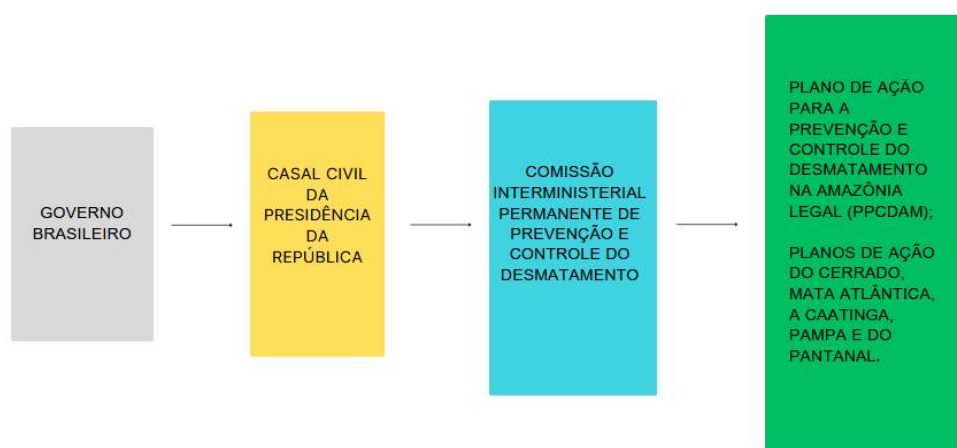 GOVERNO
BRASILEIRO
CASAL CIVIL
DA
PRESIDÊNCIA
DA
REPÚBLICA
COMISSÃO
INTERMINISTERIAL
PERMANENTE DE
PREVENÇÃO E
CONTROLE DO
DESMATAMENTO
PLANO DE AÇÃO
PARA A
PREVENÇÃO E
CONTROLE DO
DESMATAMENTO
NA AMAZÔNIA
LEGAL (PPCDAM);
PLANOS DE AÇÃO
DO CERRADO,
MATA ATLÂNTICA,
A CAATINGA,
PAMPA E DO
PANTANAL.